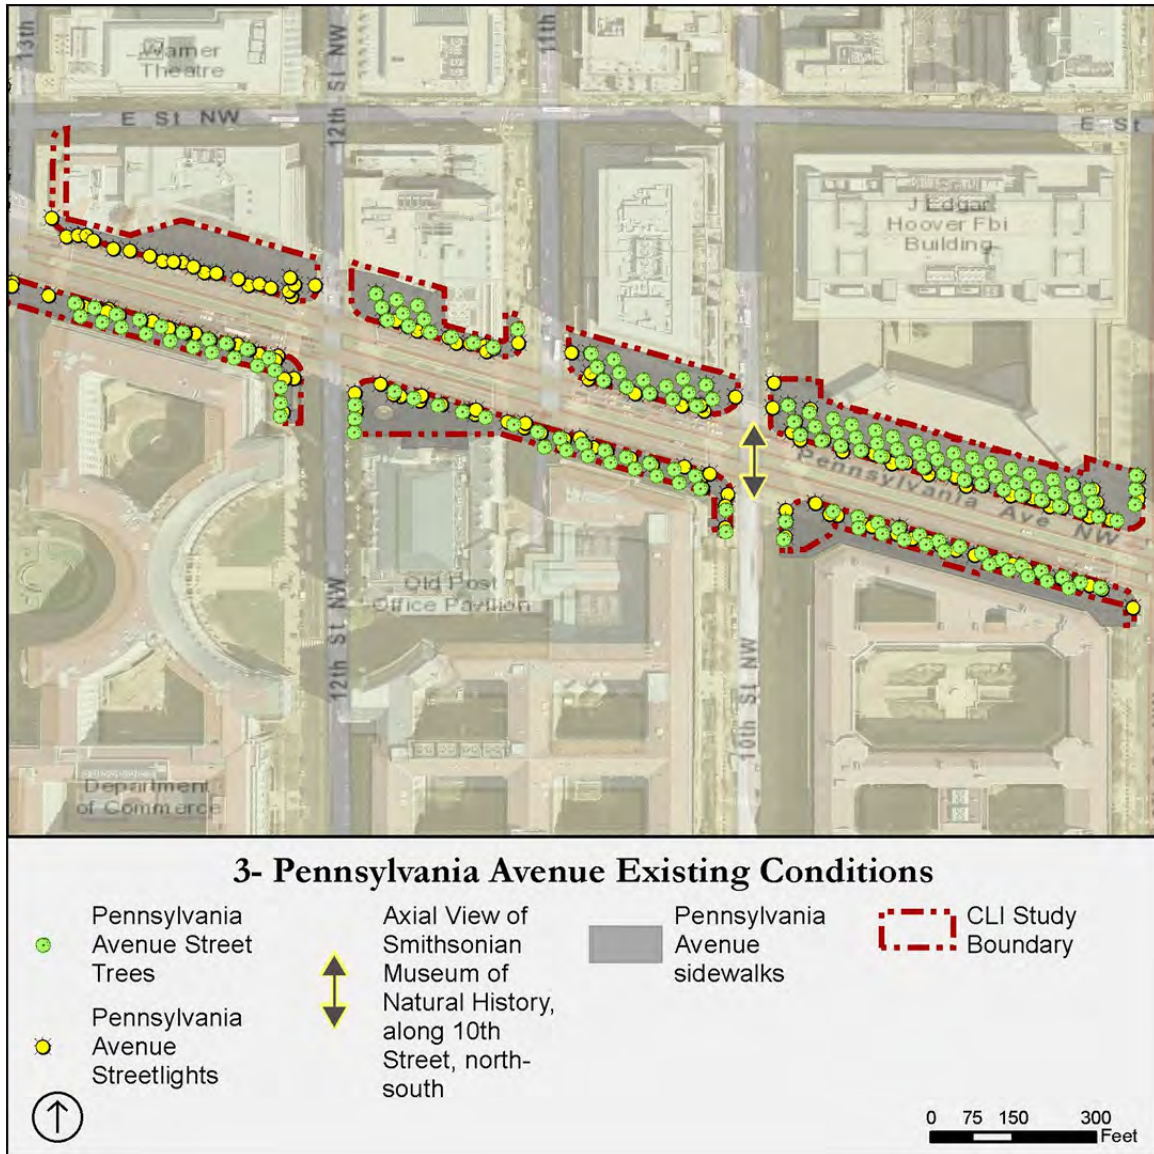 13th
Warner
Theatre
12th St NW
11th
E St NW
E St
J Edgar
Hoover Fbi
Building
Pennsylvania Ave NW
Old Post
Office Pavilion
12th St NW
10th St NW
Department
of Commerce
3- Pennsylvania Avenue Existing Conditions
Pennsylvania
Avenue Street
Trees
Pennsylvania
Avenue
Streetlights
Axial View of
Smithsonian
Museum of
Natural History,
along 10th
Street, north-
south
Pennsylvania
Avenue
sidewalks
CLI Study
Boundary
0 75 150 300
Feet